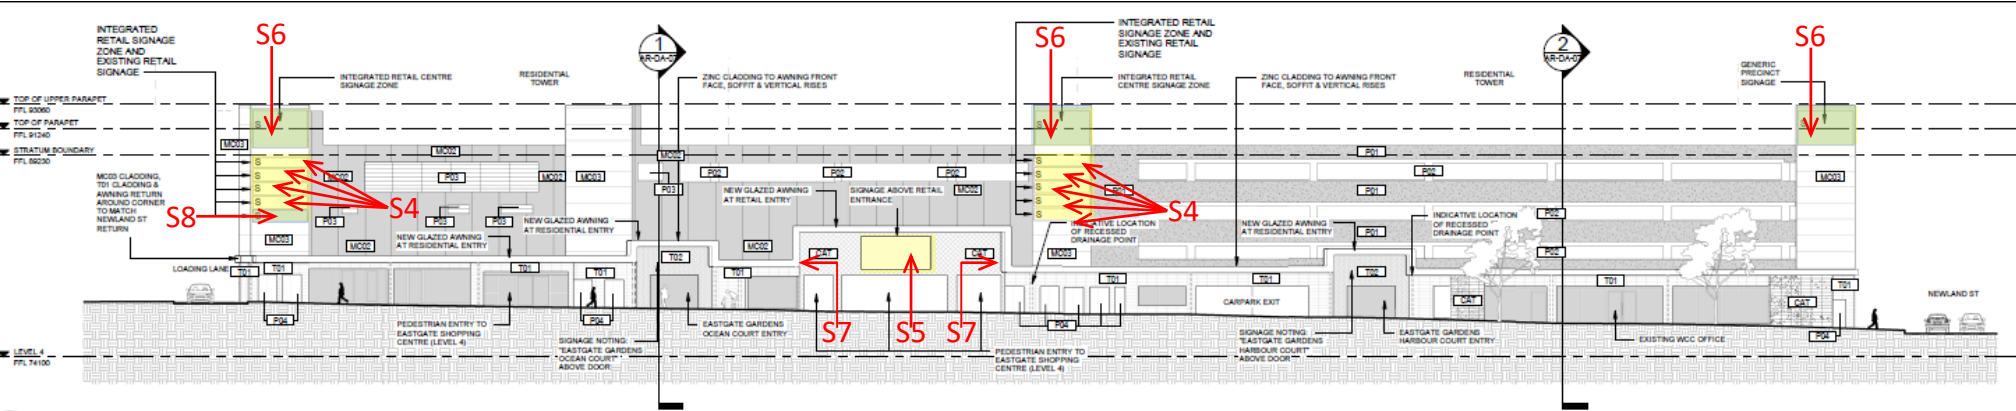 INTEGRATED
RETAIL SIGNAGE
ZONE AND
EXISTING RETAIL
SIGNAGE
S6
INTEGRATED RETAIL CENTRE
SIGNAGE ZONE
RESIDENTIAL
TOWER
1
AR-DA-07
ZINC CLADDING TO AWNING FRONT
FACE, SOFFIT & VERTICAL RISES
S6
INTEGRATED RETAIL
SIGNAGE ZONE AND
EXISTING RETAIL
SIGNAGE
INTEGRATED RETAIL
CENTRE SIGNAGE ZONE
ZINC CLADDING TO AWNING FRONT
FACE, SOFFIT & VERTICAL RISES
RESIDENTIAL
TOWER
2
AR-DA-07
GENERIC
PRECINCT
SIGNAGE
S6
TOP OF UPPER PARAPET
FFL 93060
TOP OF PARAPET
FFL 91240
STRATUM BOUNDARY
FFL 89230
S
S
S
MC03
MC02
MC02
P01
MC03 CLADDING,
T01 CLADDING &
AWNING RETURN
AROUND CORNER
TO MATCH
NEWLAND ST
RETURN
S
S
S
S
S
MC02
P03
MC02
MC03
P03
P02
P02
P02
MC02
S
S
S
S
S
P01
P02
P01
MC03
S8
S4
P03
P03
P03
NEW GLAZED AWNING
AT RETAIL ENTRY
SIGNAGE ABOVE RETAIL
ENTRANCE
S4
NEW GLAZED AWNING
AT RESIDENTIAL ENTRY
NEW GLAZED AWNING
AT RESIDENTIAL ENTRY
INDICATIVE LOCATION
OF RECESSED
DRAINAGE POINT
NEW GLAZED AWNING
AT RESIDENTIAL ENTRY
P01
INDICATIVE LOCATION
OF RECESSED
DRAINAGE POINT
P02
P02
MC03
MC02
MC02
MC03
LOADING LANE
T01
T01
T01
T01
T02
T01
CAT
CAT
T01
T01
T02
T01
T01
CARPARK EXIT
CAT
CAT
NEWLAND ST
P04
P04
P04
P04
PEDESTRIAN ENTRY TO
EASTGATE SHOPPING
CENTRE (LEVEL 4)
SIGNAGE NOTING:
"EASTGATE GARDENS
OCEAN COURT"
ABOVE DOOR
EASTGATE GARDENS
OCEAN COURT ENTRY
S7
S5
S7
PEDESTRIAN ENTRY TO
EASTGATE SHOPPING
CENTRE (LEVEL 4)
SIGNAGE NOTING:
"EASTGATE GARDENS
HARBOUR COURT"
ABOVE DOOR
EASTGATE GARDENS
HARBOUR COURT ENTRY
EXISTING WCC OFFICE
LEVEL 4
FFL 74100